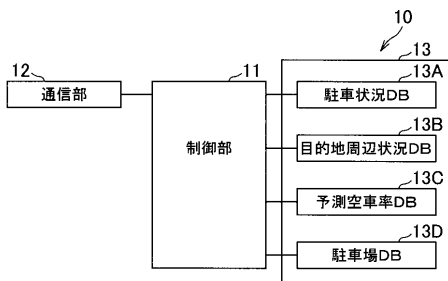 10
13
12
11
13A
通信部
制御部
駐車状況DB
13B
目的地周辺状況DB
13C
予測空車率DB
13D
駐車場DB